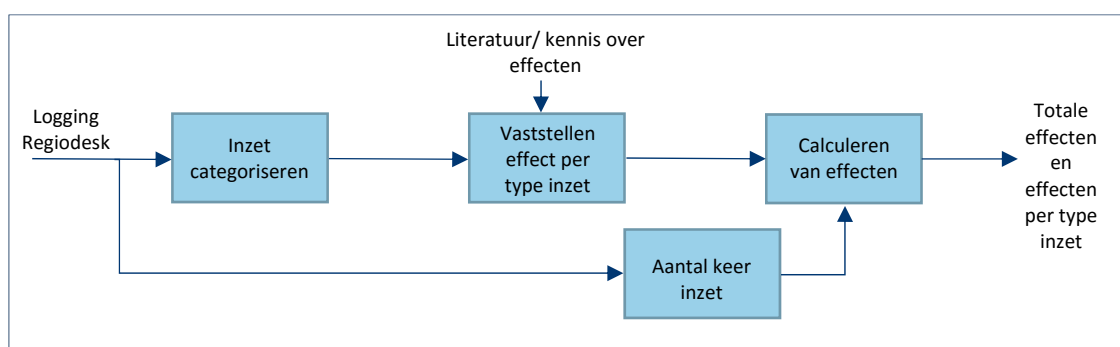 Literatuur/ kennis over
effecten
Logging
Regiodesk
Inzet
categoriseren
Vaststellen
effect per
type inzet
Calculeren
van effecten
Totale
effecten
en
effecten
per type
inzet
Aantal keer
inzet